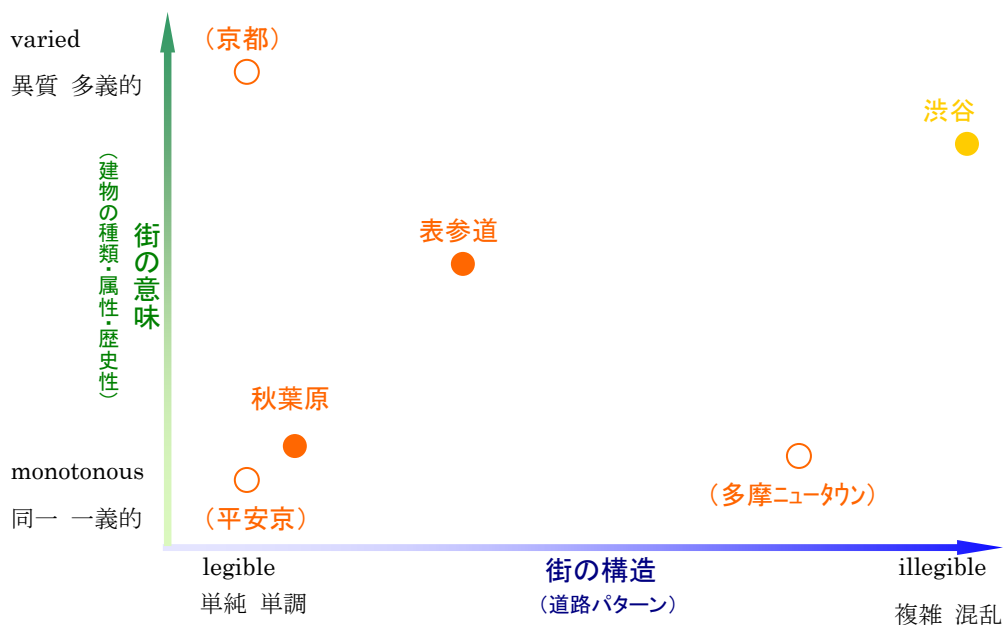 varied
異質 多義的
（京都）
渋谷
表参道
街の意味
（建物の種類・属性・歴史性）
秋葉原
monotonous
同一 一義的
（平安京）
（多摩ニュータウン）
legible
単純 単調
街の構造
（道路パターン）
illegible
複雑 混乱